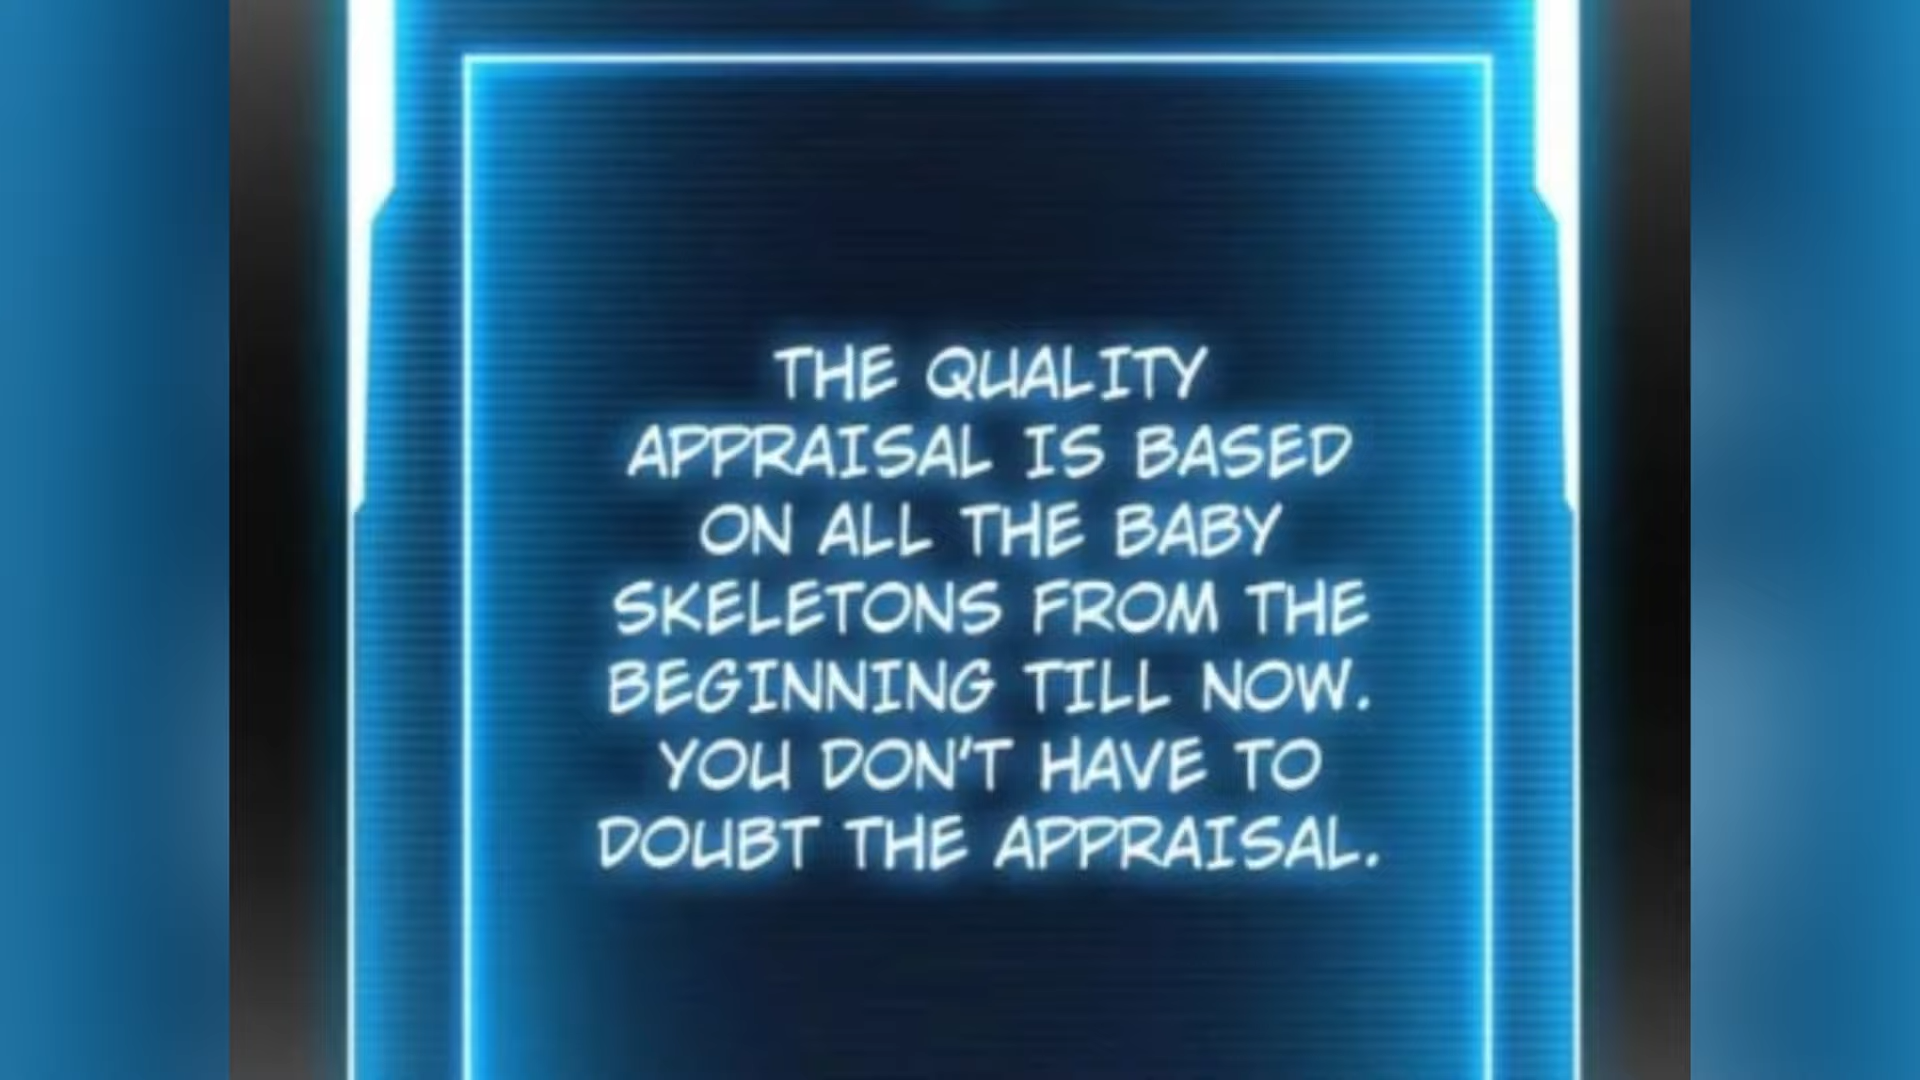 THE QUALITY
APPRAISAL IS BASED
ON ALL THE BABY
SKELETONS FROM THE
BEGINNING TILL NOW.
YOU DON'T HAVE TO
DOUBT THE APPRAISAL.